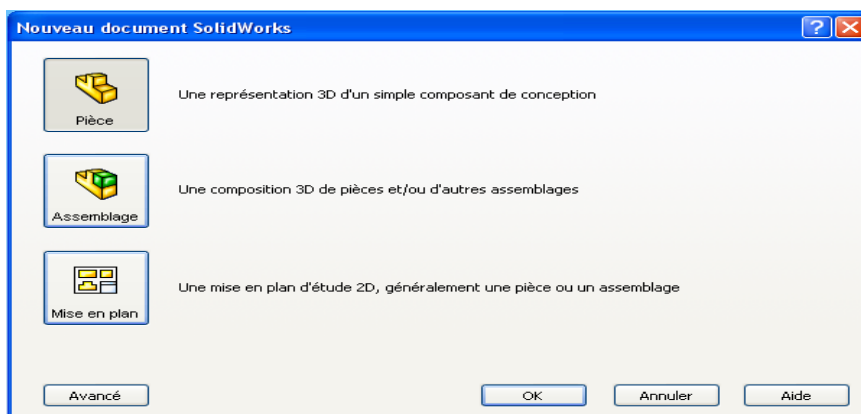 Nouveau document SolidWorks
Pièce
Une représentation 3D d'un simple composant de conception
Assemblage
Une composition 3D de pièces et/ou d'autres assemblages
Mise en plan
Une mise en plan d'étude 2D, généralement une pièce ou un assemblage
Avancé
OK
Annuler
Aide